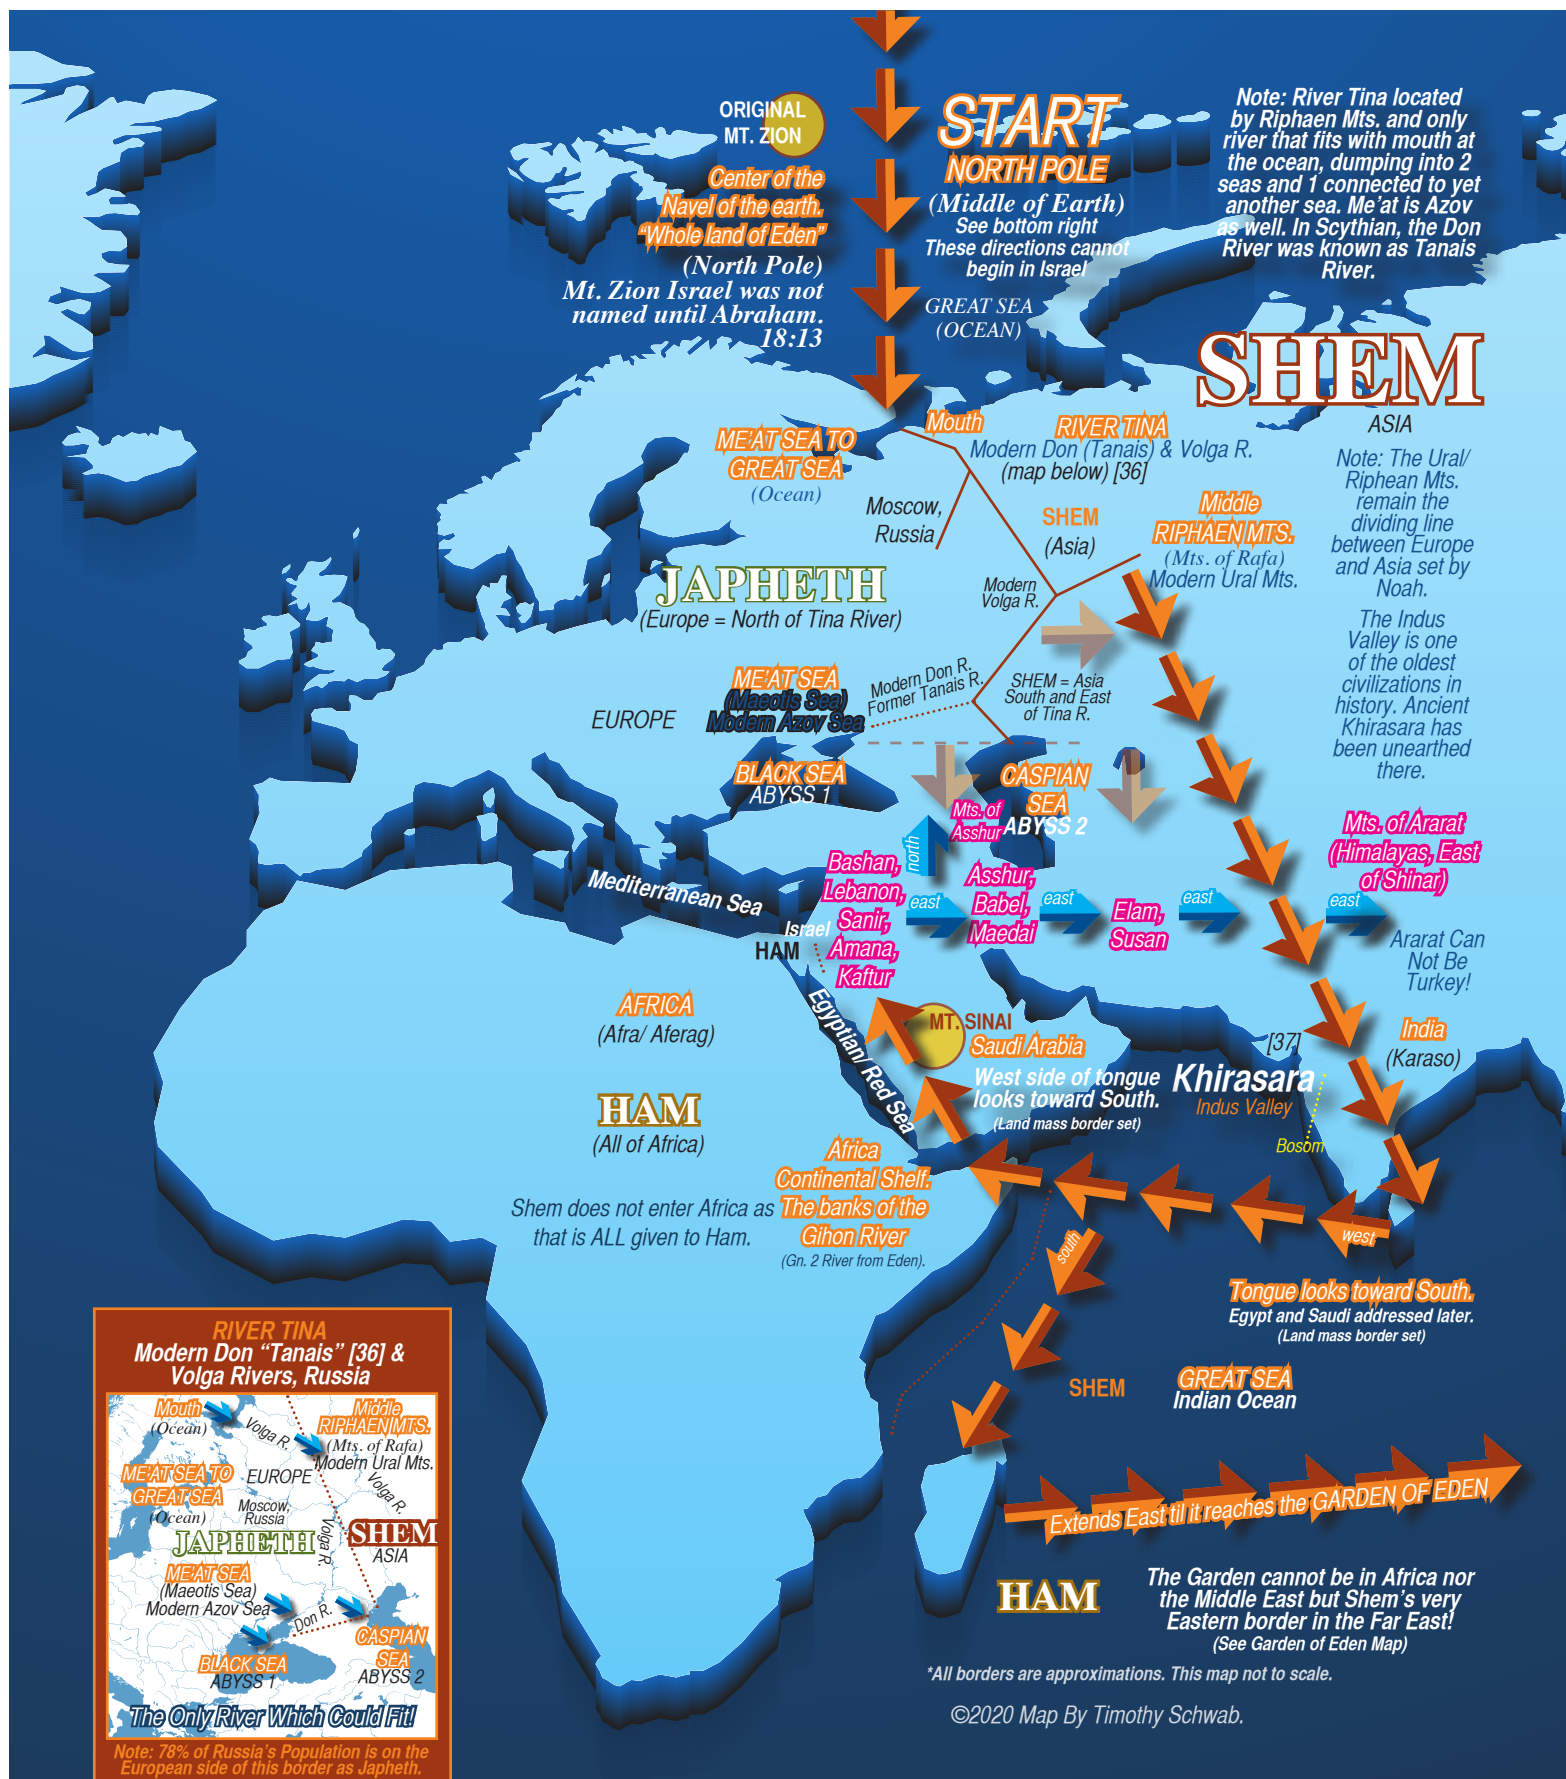 ORIGINAL
MT. ZION
Center of the
Navel of the earth.
“Whole land of Eden”
(North Pole)
Mt. Zion Israel was not
named until Abraham.
18:13
START
NORTH POLE
(Middle of Earth)
See bottom right
These directions cannot
begin in Israel
GREAT SEA
(OCEAN)
Note: River Tina located
by Riphaen Mts. and only
river that fits with mouth at
the ocean, dumping into 2
seas and 1 connected to yet
another sea. Me’at is Azov
as well. In Scythian, the Don
River was known as Tanais
River.
SHEM
ASIA
Note: The Ural/
Riphean Mts.
remain the
dividing line
between Europe
and Asia set by
Noah.
The Indus
Valley is one
of the oldest
civilizations in
history. Ancient
Khirasara has
been unearthed
there.
ME’AT SEA TO
GREAT SEA
(Ocean)
Mouth
RIVER TINA
Modern Don (Tanais) & Volga R.
(map below) [36]
Moscow,
Russia
SHEM
(Asia)
Middle
RIPHAEN MTS.
(Mts. of Rafa)
Modern Ural Mts.
Modern
Volga R.
JAPHETH
(Europe = North of Tina River)
ME’AT SEA
(Maeotis Sea)
Modern Azov Sea
Modern Don R.
Former Tanais R.
SHEM = Asia
South and East
of Tina R.
EUROPE
BLACK SEA
ABYSS 1
CASPIAN
SEA
ABYSS 2
Mts. of
Asshur
north
Mts. of Ararat
(Himalayas, East
of Shinar)
Bashan,
Lebanon,
Sanir,
Amana,
Kaftur
east
Asshur,
Babel,
Maedai
east
Elam,
Susan
east
east
Ararat Can
Not Be
Turkey!
Mediterranean Sea
Israel
HAM
AFRICA
(Afra/ Aferag)
Egyptian/ Red Sea
MT. SINAI
Saudi Arabia
West side of tongue
looks toward South.
(Land mass border set)
[37]
Khirasara
Indus Valley
India
(Karaso)
Bosom
HAM
(All of Africa)
Africa
Continental Shelf.
The banks of the
Gihon River
(Gn. 2 River from Eden).
Shem does not enter Africa as
that is ALL given to Ham.
west
south
Tongue looks toward South.
Egypt and Saudi addressed later.
(Land mass border set)
SHEM
GREAT SEA
Indian Ocean
Extends East til it reaches the GARDEN OF EDEN
HAM
The Garden cannot be in Africa nor
the Middle East but Shem’s very
Eastern border in the Far East!
(See Garden of Eden Map)
*All borders are approximations. This map not to scale.
©2020 Map By Timothy Schwab.
RIVER TINA
Modern Don “Tanais” [36] &
Volga Rivers, Russia
Mouth
(Ocean)
Volga R.
Middle
RIPHAEN MTS.
(Mts. of Rafa)
Modern Ural Mts.
ME’AT SEA TO
GREAT SEA
(Ocean)
EUROPE
Volga R.
Moscow,
Russia
JAPHETH
Volga R.
SHEM
ASIA
ME’AT SEA
(Maeotis Sea)
Modern Azov Sea
Don R.
BLACK SEA
ABYSS 1
CASPIAN
SEA
ABYSS 2
The Only River Which Could Fit!
Note: 78% of Russia’s Population is on the
European side of this border as Japheth.